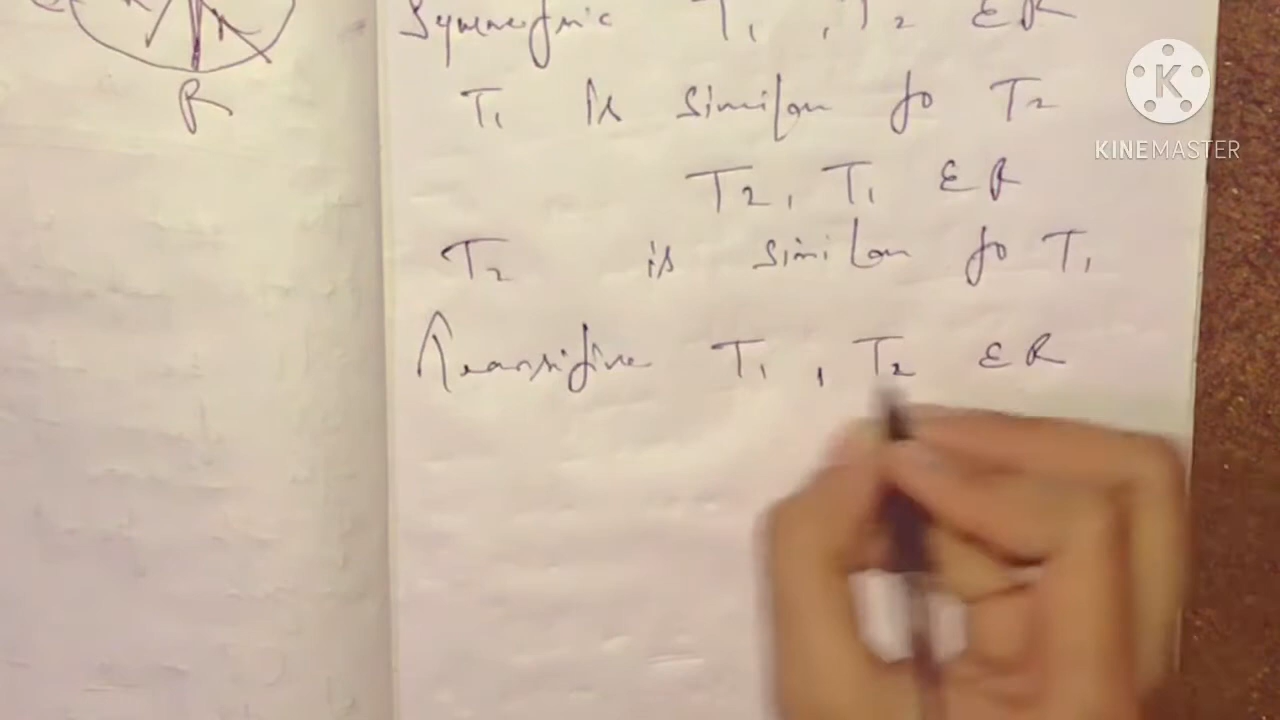 R
Symmetric T1 , T2 ∈ R
T1 is similar to T2
T2, T1 ∈ R
T2 is similar to T1
Transitive T1 , T2 ∈ R
K
KINEMASTER